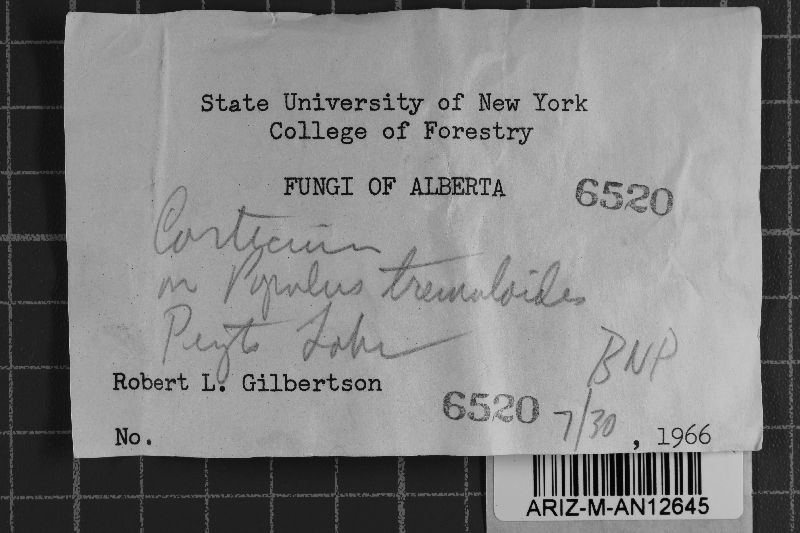 State University of New York
College of Forestry
FUNGI OF ALBERTA 6520
Corticium
on Populus tremuloides
Peyto Lake
BNP
Robert L. Gilbertson
6520 7/30
No. , 1966
ARIZ-M-AN12645